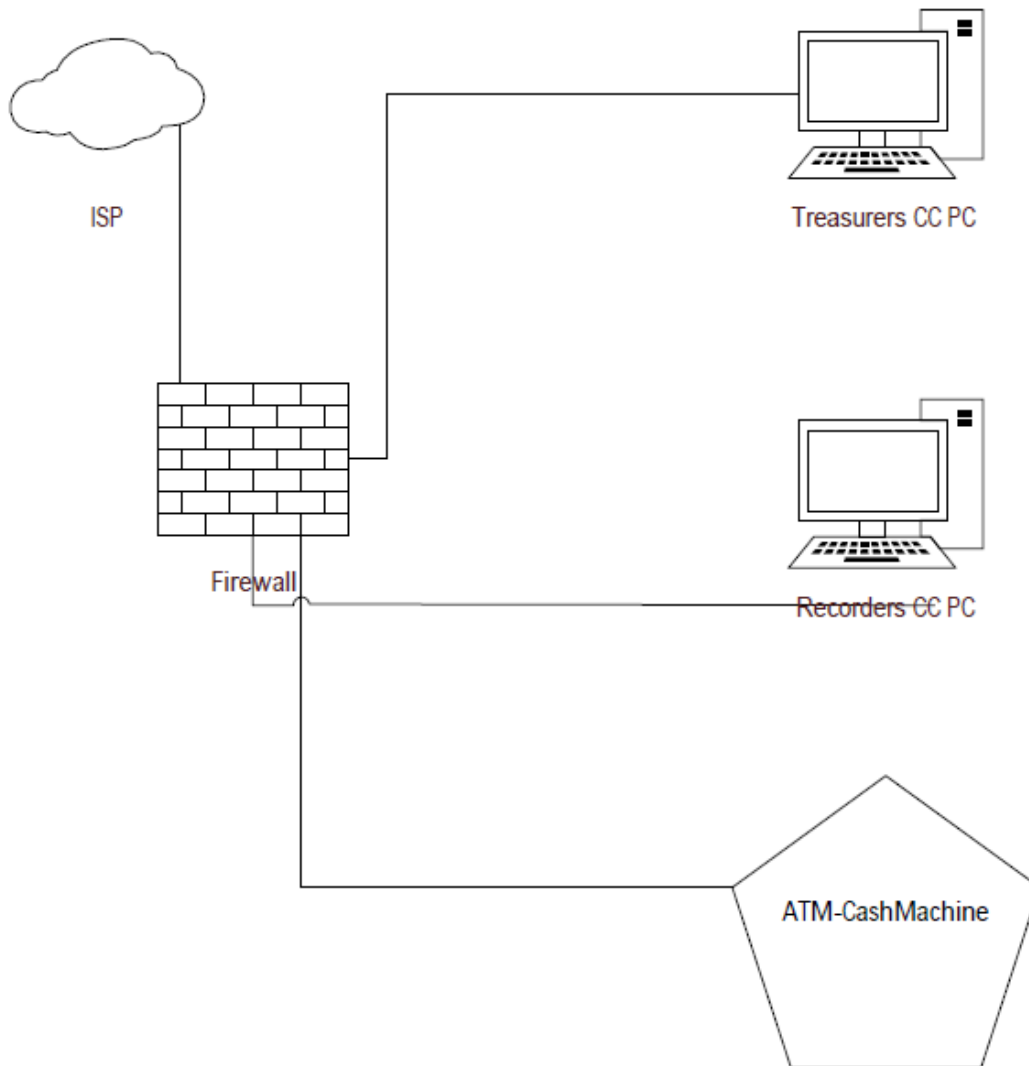 ISP
Treasurers CC PC
Firewall
Recorders CC PC
ATM-CashMachine